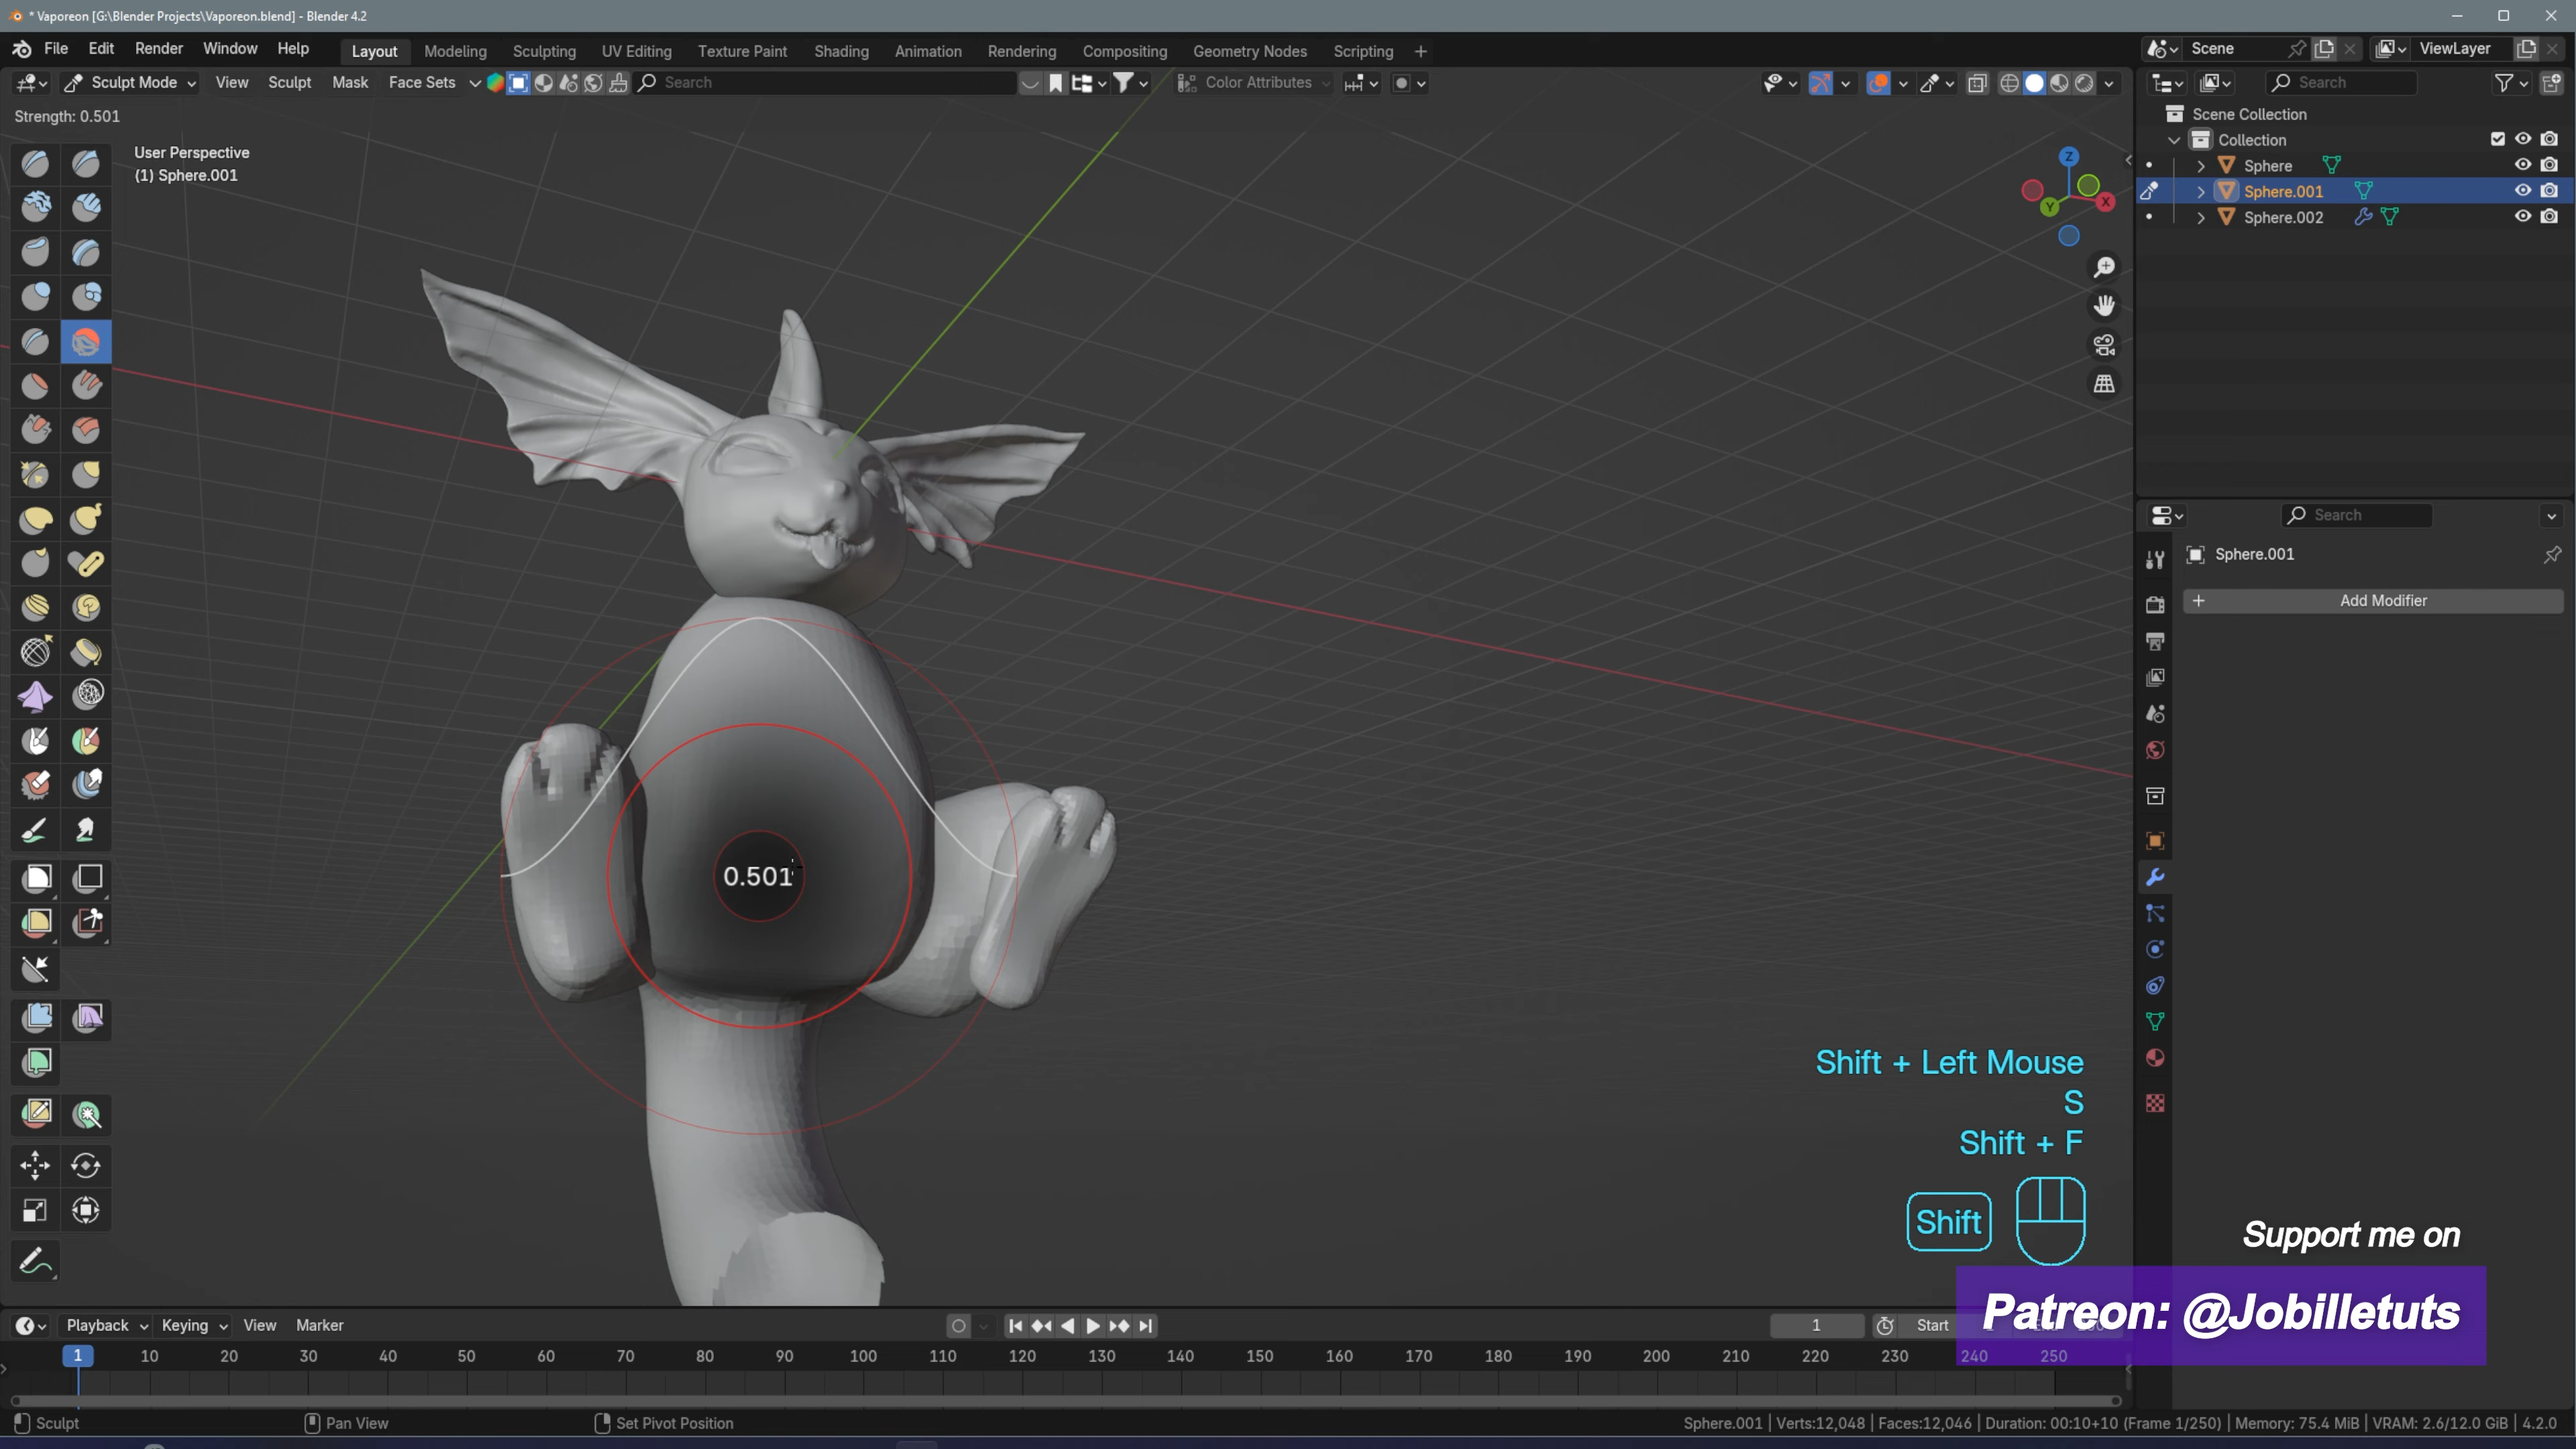 * Vaporeon [G:\Blender Projects\Vaporeon.blend] - Blender 4.2
File Edit Render Window Help Layout Modeling Sculpting UV Editing Texture Paint Shading Animation Rendering Compositing Geometry Nodes Scripting + Scene ViewLayer
Sculpt Mode View Sculpt Mask Face Sets Search Color Attributes Search
Strength: 0.501
Scene Collection
User Perspective
(1) Sphere.001
Collection
Sphere
Sphere.001
Sphere.002
Z
X
Y
Search
Sphere.001
+ Add Modifier
0.501
Shift + Left Mouse
S
Shift + F
Shift
Support me on
Patreon: @Jobilletuts
Playback Keying View Marker 1 Start
1 10 20 30 40 50 60 70 80 90 100 110 120 130 140 150 160 170 180 190 200 210 220 230 240 250
Sculpt Pan View Set Pivot Position Sphere.001 | Verts:12,048 | Faces:12,046 | Duration: 00:10+10 (Frame 1/250) | Memory: 75.4 MiB | VRAM: 2.6/12.0 GiB | 4.2.0